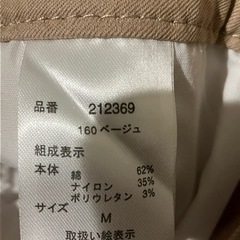 品番 212369
160 ベージュ
組成表示
本体 綿 62%
ナイロン 35%
ポリウレタン 3%
サイズ M
取扱い絵表示